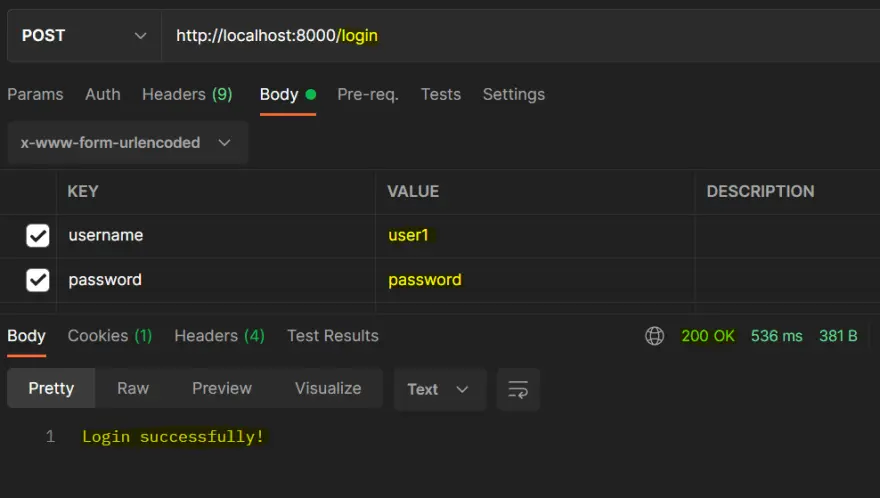 POST http://localhost:8000/login
Params Auth Headers (9) Body Pre-req. Tests Settings
x-www-form-urlencoded
KEY VALUE DESCRIPTION
username user1
password password
Body Cookies (1) Headers (4) Test Results 200 OK 536 ms 381 B
Pretty Raw Preview Visualize Text
1 Login successfully!